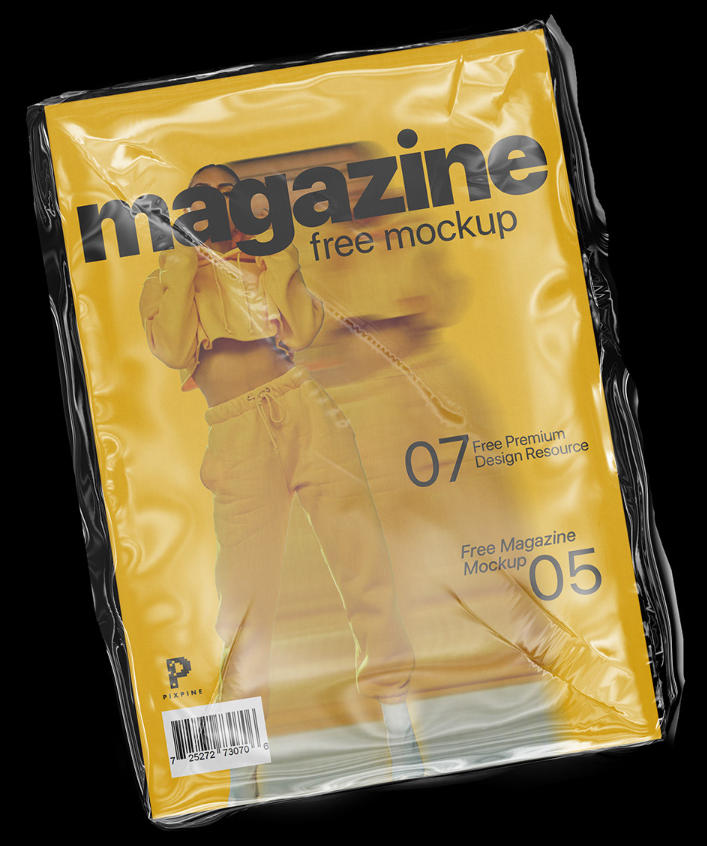 magazine
free mockup
07
Free Premium
Design Resource
Free Magazine
Mockup
05
PIXPINE
7 25272 73070 6